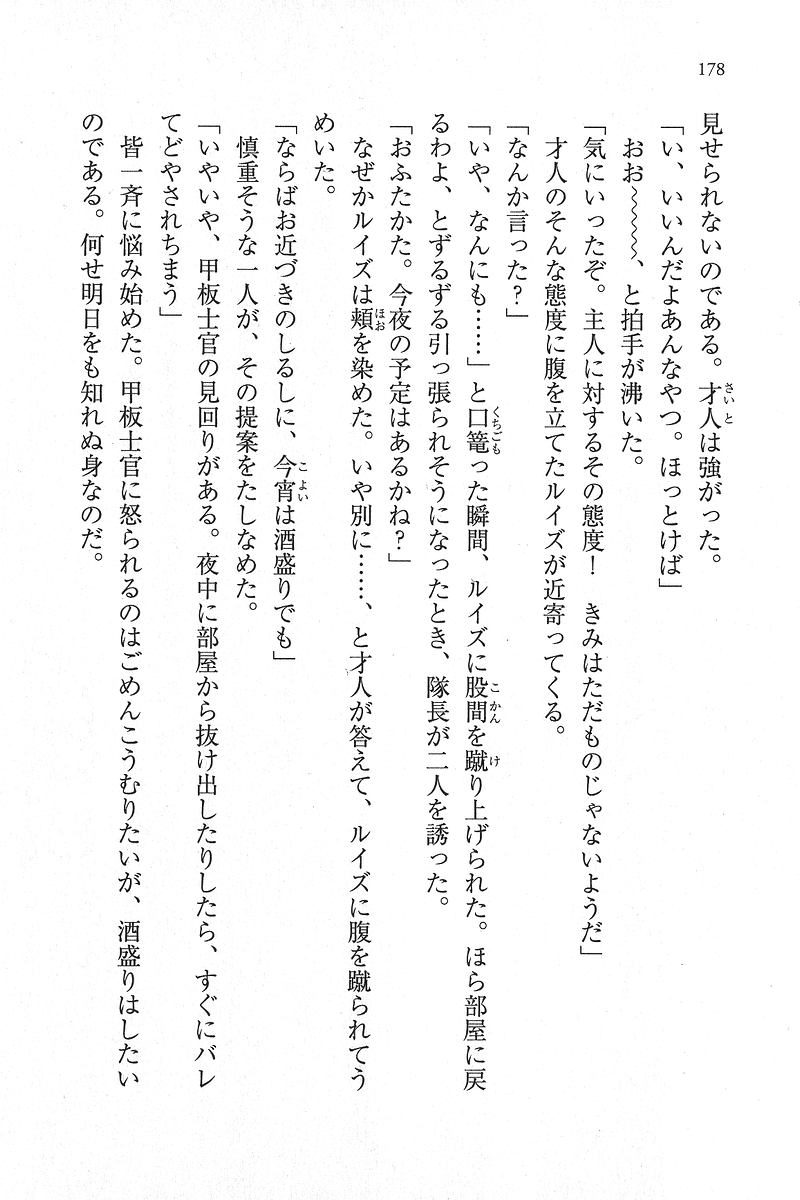 178
見せられないのである。才人は強がった。
「い、いいんだよあんなやつ。ほっとけば」
おお～～～～、と拍手が沸いた。
「気にいったぞ。主人に対するその態度！　きみはただものじゃないようだ」
才人のそんな態度に腹を立てたルイズが近寄ってくる。
「なんか言った？」
「いや、なんにも……」と口篭った瞬間、ルイズに股間を蹴り上げられた。ほら部屋に戻
るわよ、とずるずる引っ張られそうになったとき、隊長が二人を誘った。
「おふたかた。今夜の予定はあるかね？」
なぜかルイズは頬を染めた。いや別に……、と才人が答えて、ルイズに腹を蹴られてう
めいた。
「ならばお近づきのしるしに、今宵は酒盛りでも」
慎重そうな一人が、その提案をたしなめた。
「いやいや、甲板士官の見回りがある。夜中に部屋から抜け出したりしたら、すぐにバレ
てどやされちまう」
皆一斉に悩み始めた。甲板士官に怒られるのはごめんこうむりたいが、酒盛りはしたい
のである。何せ明日をも知れぬ身なのだ。